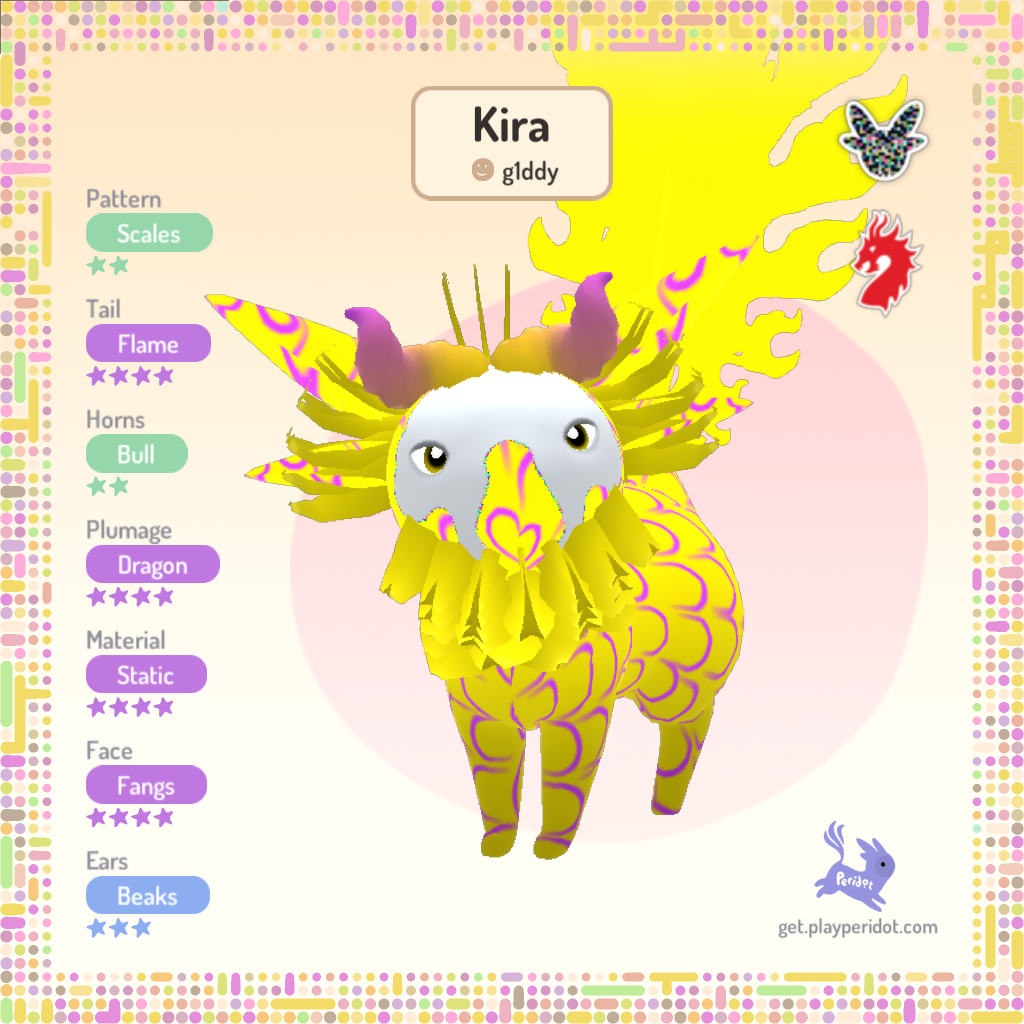 Kira
g1ddy
Pattern
Scales
Tail
Flame
Horns
Bull
Plumage
Dragon
Material
Static
Face
Fangs
Ears
Beaks
Peridot
get.playperidot.com